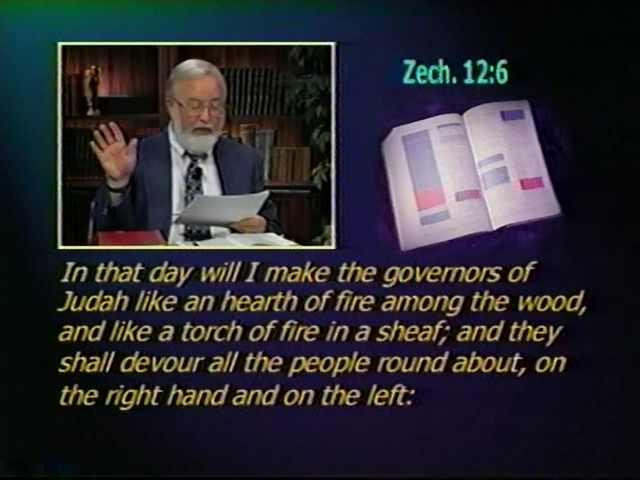 Zech. 12:6
In that day will I make the governors of
Judah like an hearth of fire among the wood,
and like a torch of fire in a sheaf; and they
shall devour all the people round about, on
the right hand and on the left: